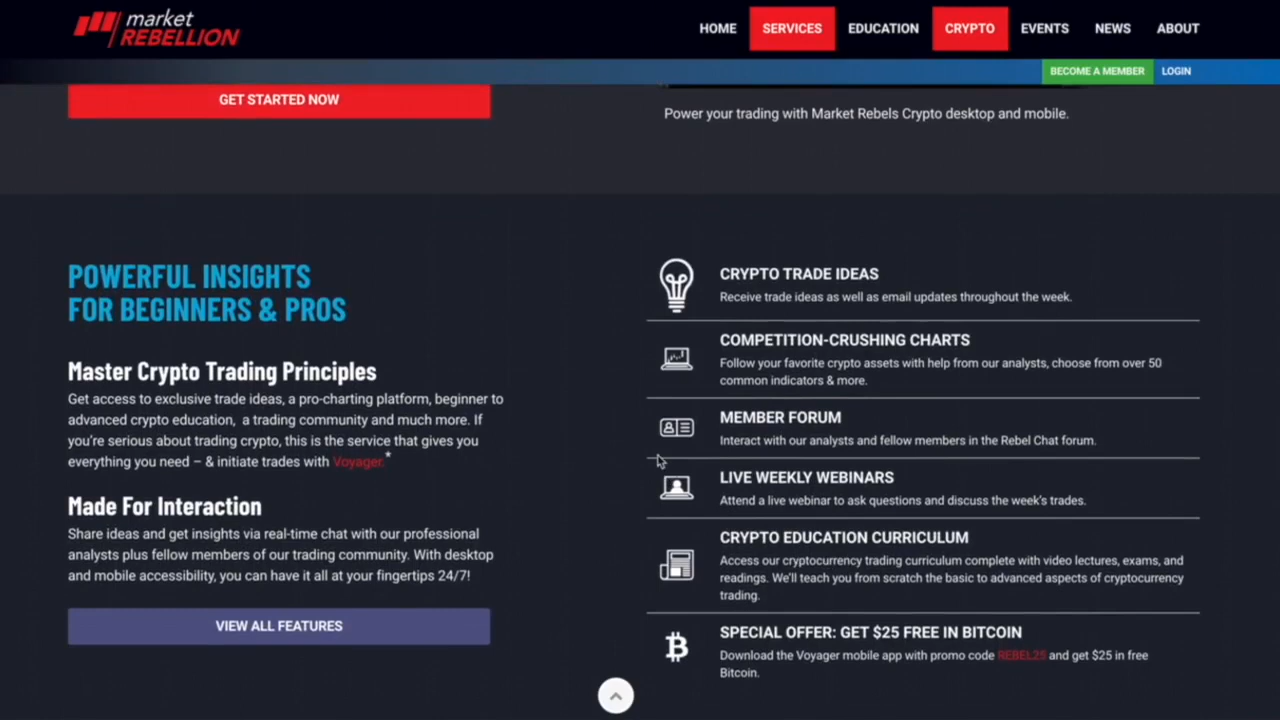 market
REBELLION
HOME SERVICES EDUCATION CRYPTO EVENTS NEWS ABOUT
BECOME A MEMBER LOGIN
GET STARTED NOW
Power your trading with Market Rebels Crypto desktop and mobile.
POWERFUL INSIGHTS
FOR BEGINNERS & PROS
Master Crypto Trading Principles
Get access to exclusive trade ideas, a pro-charting platform, beginner to
advanced crypto education, a trading community and much more. If
you're serious about trading crypto, this is the service that gives you
everything you need – & initiate trades with Voyager.*
Made For Interaction
Share ideas and get insights via real-time chat with our professional
analysts plus fellow members of our trading community. With desktop
and mobile accessibility, you can have it all at your fingertips 24/7!
VIEW ALL FEATURES
CRYPTO TRADE IDEAS
Receive trade ideas as well as email updates throughout the week.
COMPETITION-CRUSHING CHARTS
Follow your favorite crypto assets with help from our analysts, choose from over 50
common indicators & more.
MEMBER FORUM
Interact with our analysts and fellow members in the Rebel Chat forum.
LIVE WEEKLY WEBINARS
Attend a live webinar to ask questions and discuss the week's trades.
CRYPTO EDUCATION CURRICULUM
Access our cryptocurrency trading curriculum complete with video lectures, exams, and
readings. We'll teach you from scratch the basic to advanced aspects of cryptocurrency
trading.
SPECIAL OFFER: GET $25 FREE IN BITCOIN
Download the Voyager mobile app with promo code REBEL25 and get $25 in free
Bitcoin.